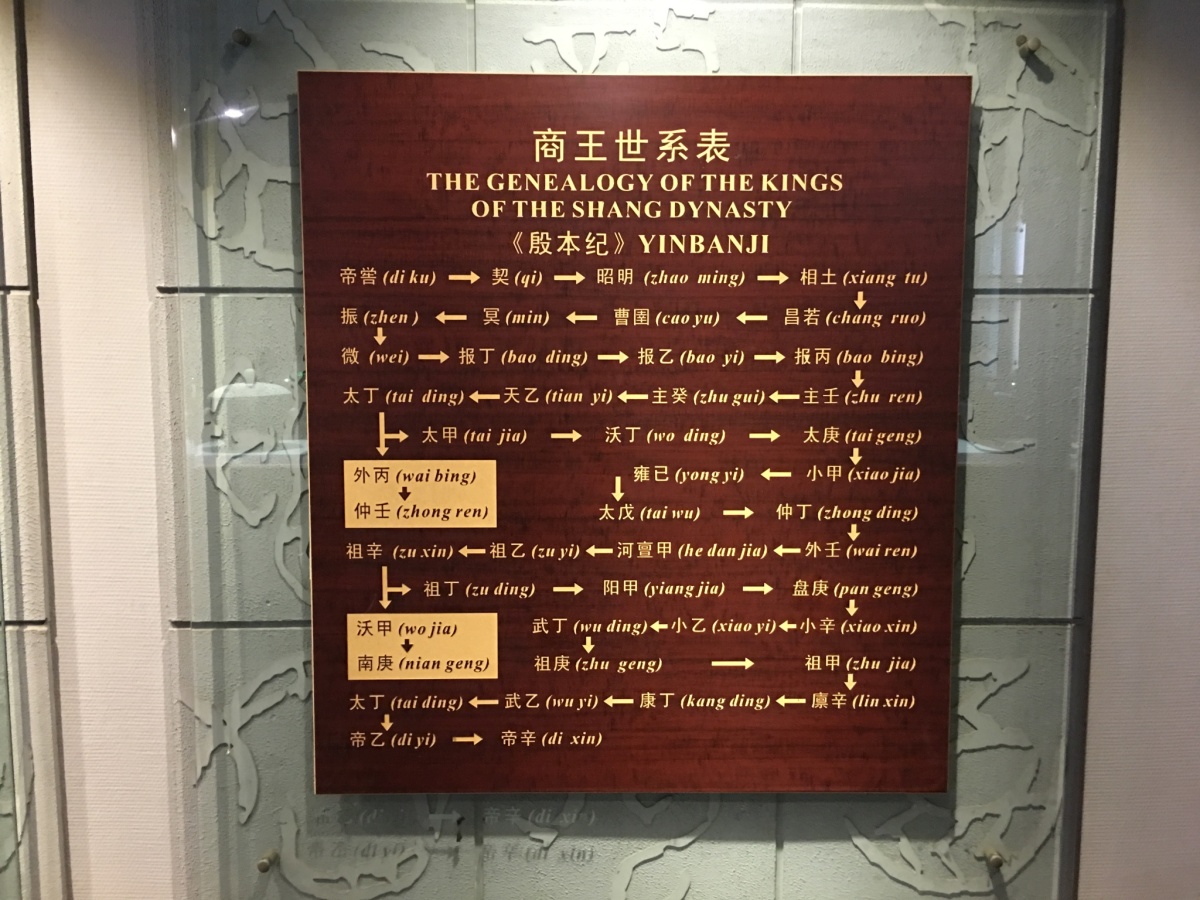 商王世系表
THE GENEALOGY OF THE KINGS
OF THE SHANG DYNASTY
《殷本纪》YINBANJI
帝喾 (di ku) → 契 (qi) → 昭明 (zhao ming) → 相土 (xiang tu)
振 (zhen) ← 冥 (min) ← 曹圉 (cao yu) ← 昌若 (chang ruo)
微 (wei) → 报丁 (bao ding) → 报乙 (bao yi) → 报丙 (bao bing)
太丁 (tai ding) ← 天乙 (tian yi) ← 主癸 (zhu gui) ← 主壬 (zhu ren)
太甲 (tai jia) → 沃丁 (wo ding) → 太庚 (tai geng)
外丙 (wai bing) 雍已 (yong yi) ← 小甲 (xiao jia)
仲壬 (zhong ren) 太戊 (tai wu) → 仲丁 (zhong ding)
祖辛 (zu xin) ← 祖乙 (zu yi) ← 河亶甲 (he dan jia) ← 外壬 (wai ren)
祖丁 (zu ding) → 阳甲 (yiang jia) → 盘庚 (pan geng)
沃甲 (wo jia) 武丁 (wu ding) ← 小乙 (xiao yi) ← 小辛 (xiao xin)
南庚 (nian geng) 祖庚 (zhu geng) → 祖甲 (zhu jia)
太丁 (tai ding) ← 武乙 (wu yi) ← 康丁 (kang ding) ← 廪辛 (lin xin)
帝乙 (di yi) → 帝辛 (di xin)